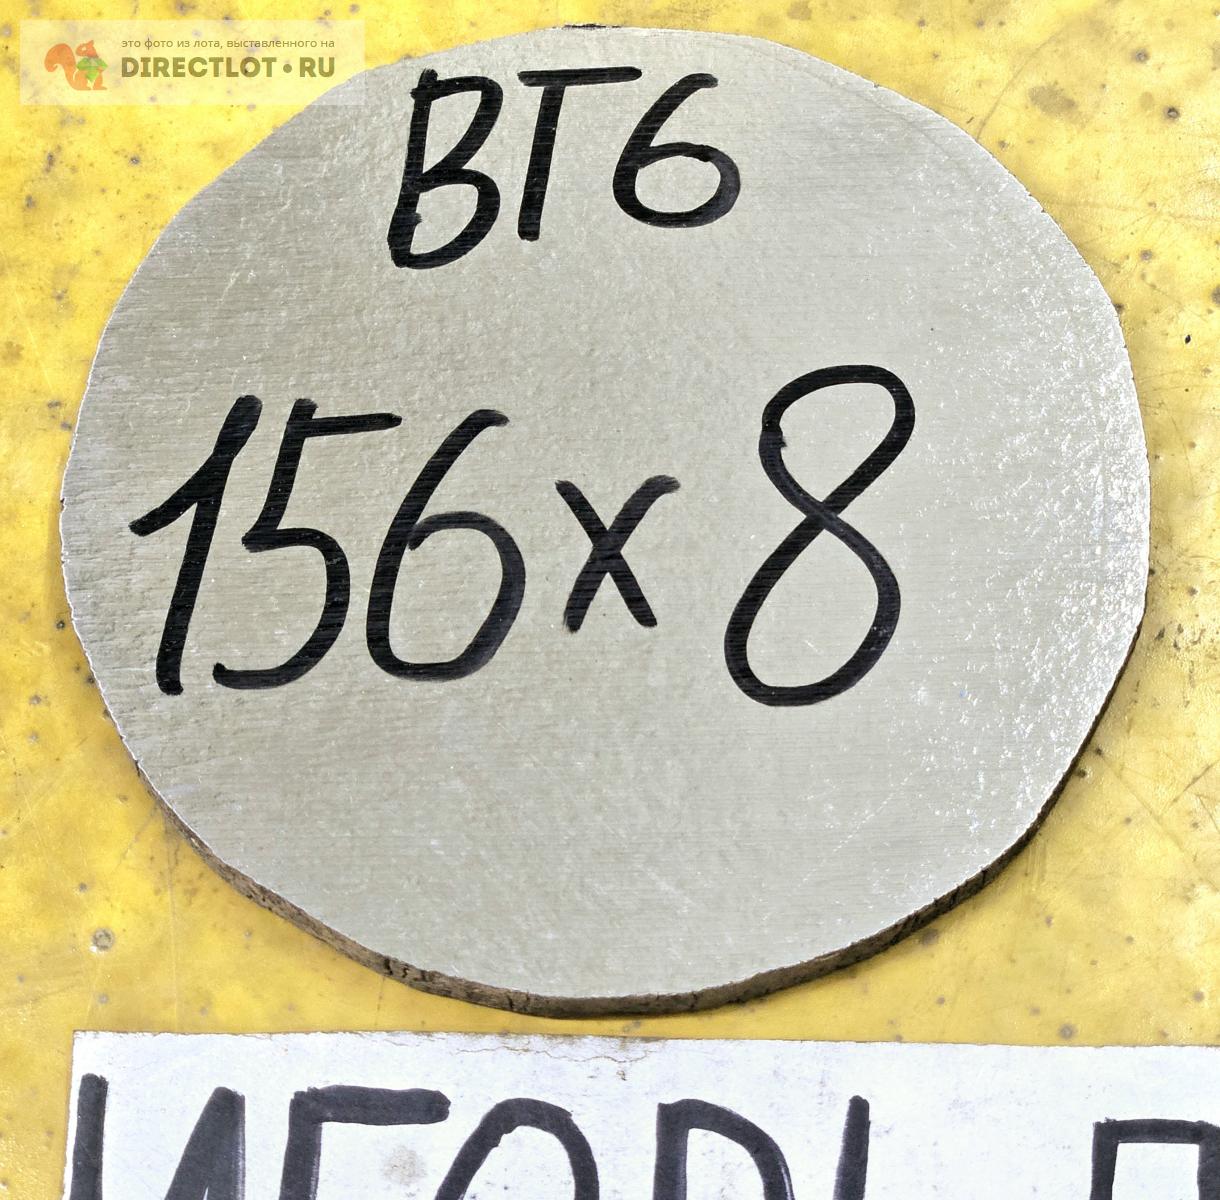 это фото из лота, выставленного на
DIRECTLOT•RU
ВТ6
156х8